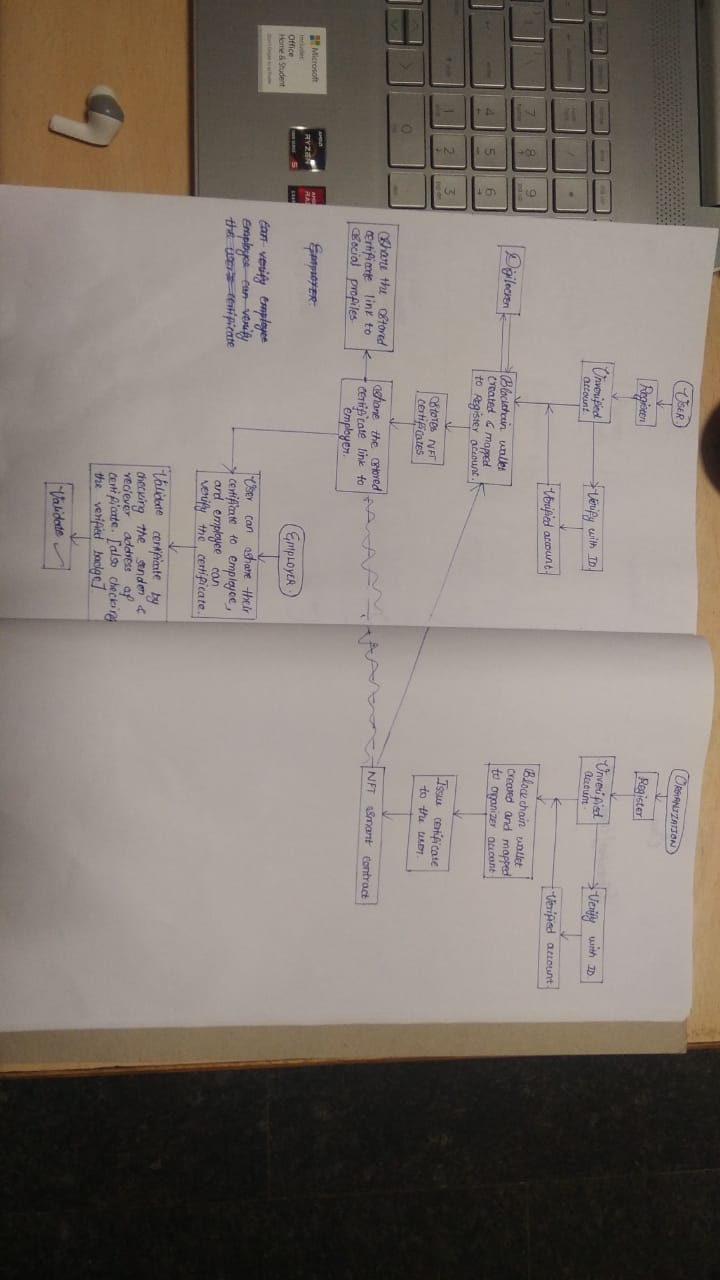 USER.
Register
Unverified
account
Verify with ID.
Verified account.
Digilocker
Blockchain wallet
created & mapped
to Register account.
Stores NFT
certificates.
Share the Stored
certificate link to
employer.
Share the Stored
certificate link to
Social profiles.
EMPLOYER.
Can verify employee
Employee can verify
the user's certificate
EMPLOYER.
User can share their
certificate to employee,
and employee can
verify the certificate.
Validate certificate by
checking the sender &
reciever address of
certificate. [also checking
the verified badge]
Validate ✓
ORGANIZATION
Register
Unverified
account.
Verify with ID.
Verified account.
Blockchain wallet
created and mapped
to organizer account
Issue certificate
to the user.
NFT Smart contract
Microsoft
Includes
Office
Home & Student
AMD
RYZEN
5
AMD
7
8
9
4
5
6
1
2
3
0